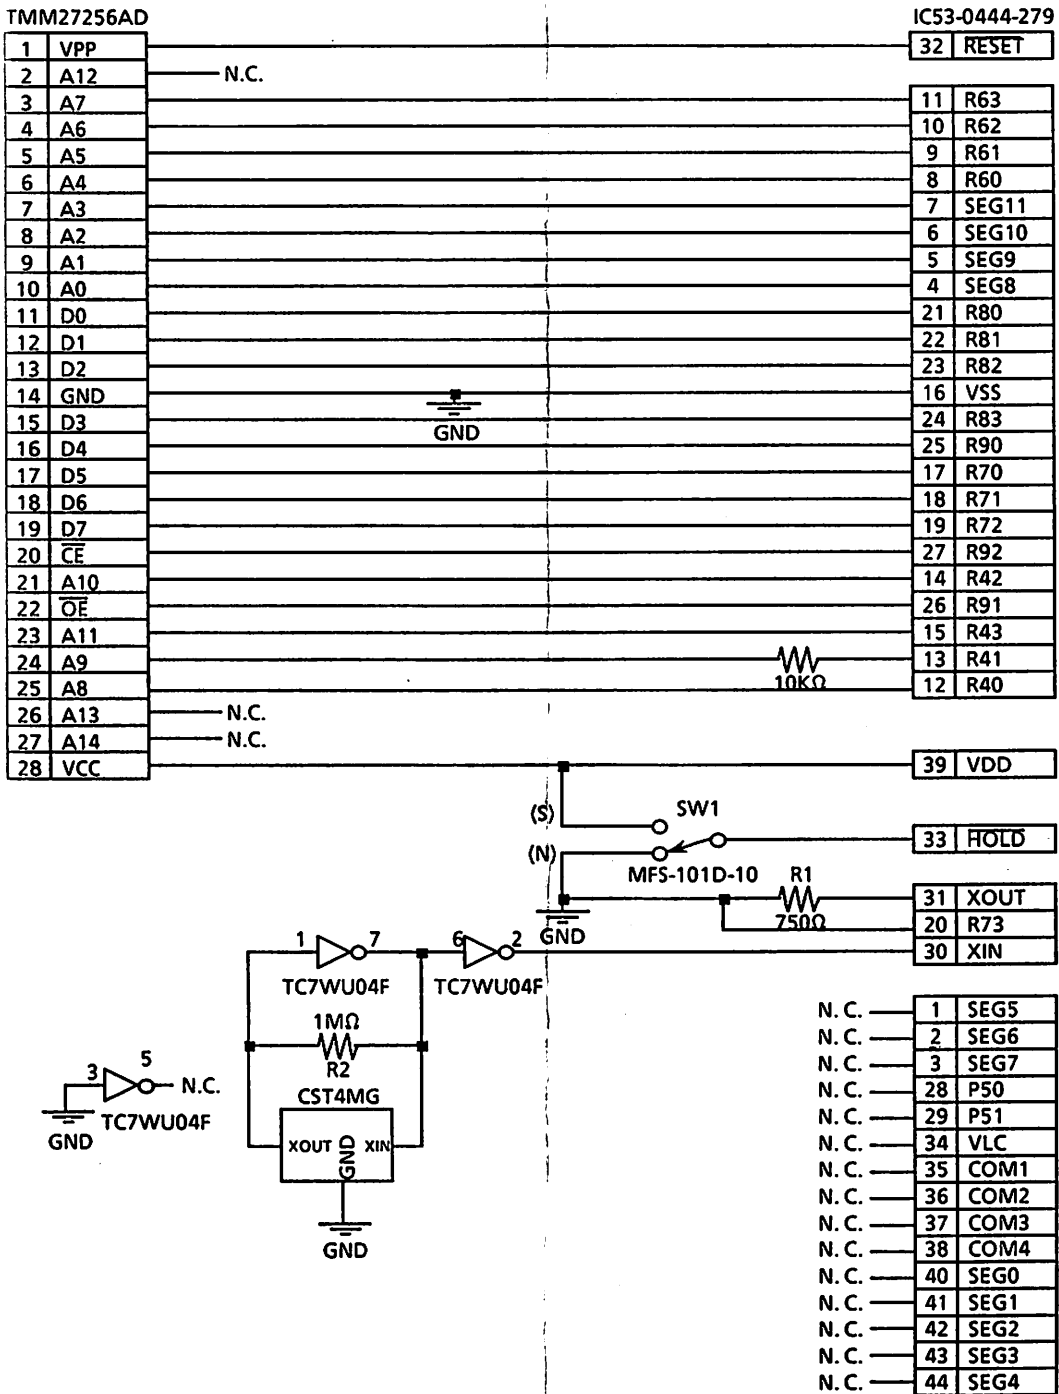 TMM27256AD IC53-0444-279
1 VPP 32 RESET
2 A12 N.C.
3 A7 11 R63
4 A6 10 R62
5 A5 9 R61
6 A4 8 R60
7 A3 7 SEG11
8 A2 6 SEG10
9 A1 5 SEG9
10 A0 4 SEG8
11 D0 21 R80
12 D1 22 R81
13 D2 23 R82
14 GND 16 VSS
GND
15 D3 24 R83
16 D4 25 R90
17 D5 17 R70
18 D6 18 R71
19 D7 19 R72
20 CE 27 R92
21 A10 14 R42
22 OE 26 R91
23 A11 15 R43
24 A9 13 R41
10KΩ
25 A8 12 R40
26 A13 N.C.
27 A14 N.C.
28 VCC 39 VDD
(S) SW1
33 HOLD
(N)
MFS-101D-10 R1
31 XOUT
750Ω
20 R73
GND
1 7 6 2 30 XIN
TC7WU04F TC7WU04F
N.C. 1 SEG5
1MΩ
N.C. 2 SEG6
R2
N.C. 3 SEG7
3 5 N.C.
CST4MG
N.C. 28 P50
TC7WU04F
N.C. 29 P51
GND
XOUT GND XIN
N.C. 34 VLC
N.C. 35 COM1
N.C. 36 COM2
N.C. 37 COM3
GND
N.C. 38 COM4
N.C. 40 SEG0
N.C. 41 SEG1
N.C. 42 SEG2
N.C. 43 SEG3
N.C. 44 SEG4